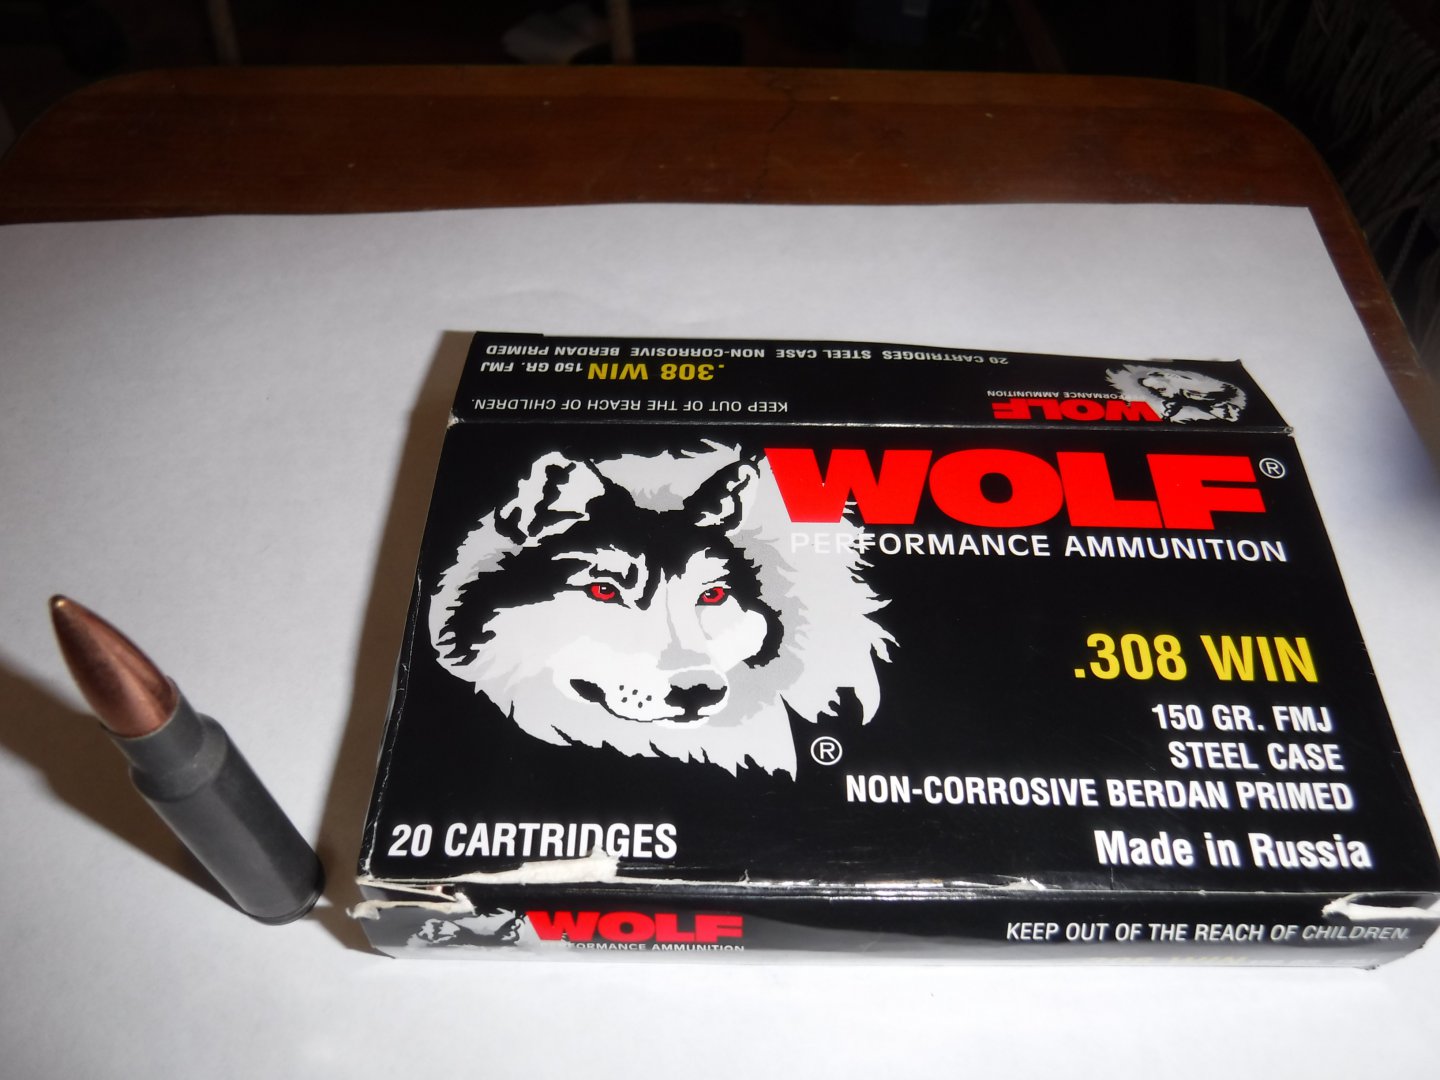 20 CARTRIDGES STEEL CASE NON-CORROSIVE BERDAN PRIMED
.308 WIN 150 GR. FMJ
WOLF
PERFORMANCE AMMUNITION
KEEP OUT OF THE REACH OF CHILDREN.
WOLF®
PERFORMANCE AMMUNITION
.308 WIN
150 GR. FMJ
STEEL CASE
®
NON-CORROSIVE BERDAN PRIMED
20 CARTRIDGES
Made in Russia
WOLF
PERFORMANCE AMMUNITION
KEEP OUT OF THE REACH OF CHILDREN.